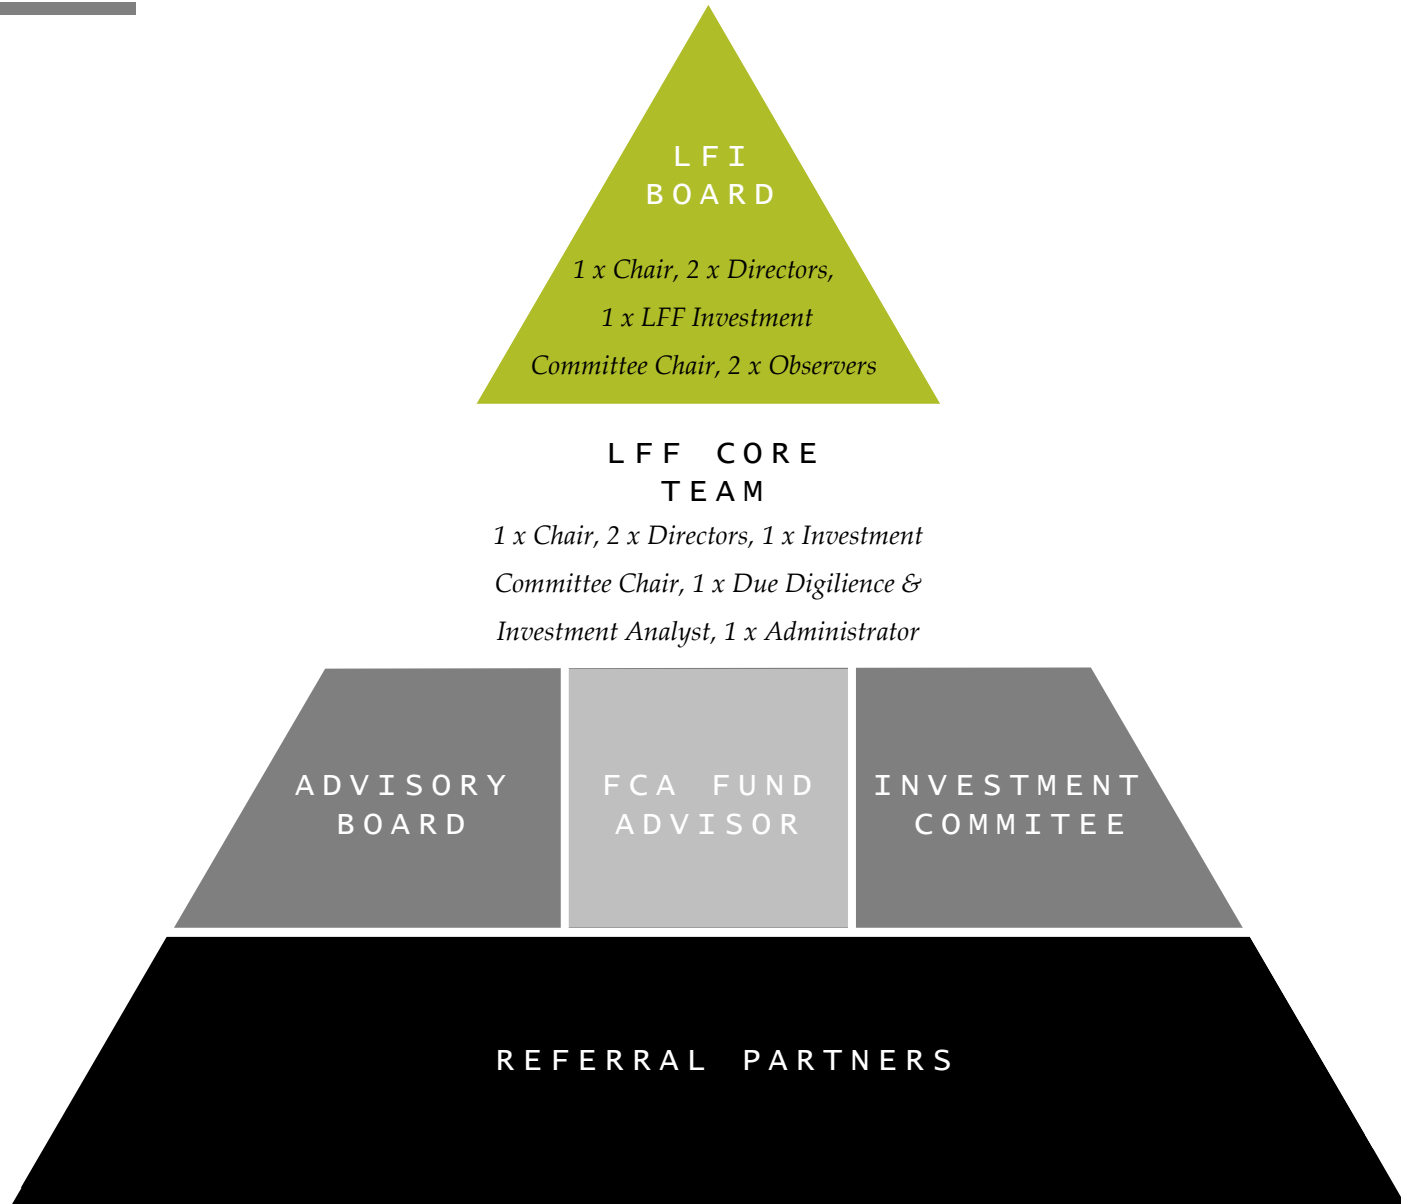 LFI
BOARD
1 x Chair, 2 x Directors,
1 x LFF Investment
Committee Chair, 2 x Observers
LFF CORE
TEAM
1 x Chair, 2 x Directors, 1 x Investment
Committee Chair, 1 x Due Digilience &
Investment Analyst, 1 x Administrator
ADVISORY
BOARD
FCA FUND
ADVISOR
INVESTMENT
COMMITEE
REFERRAL PARTNERS